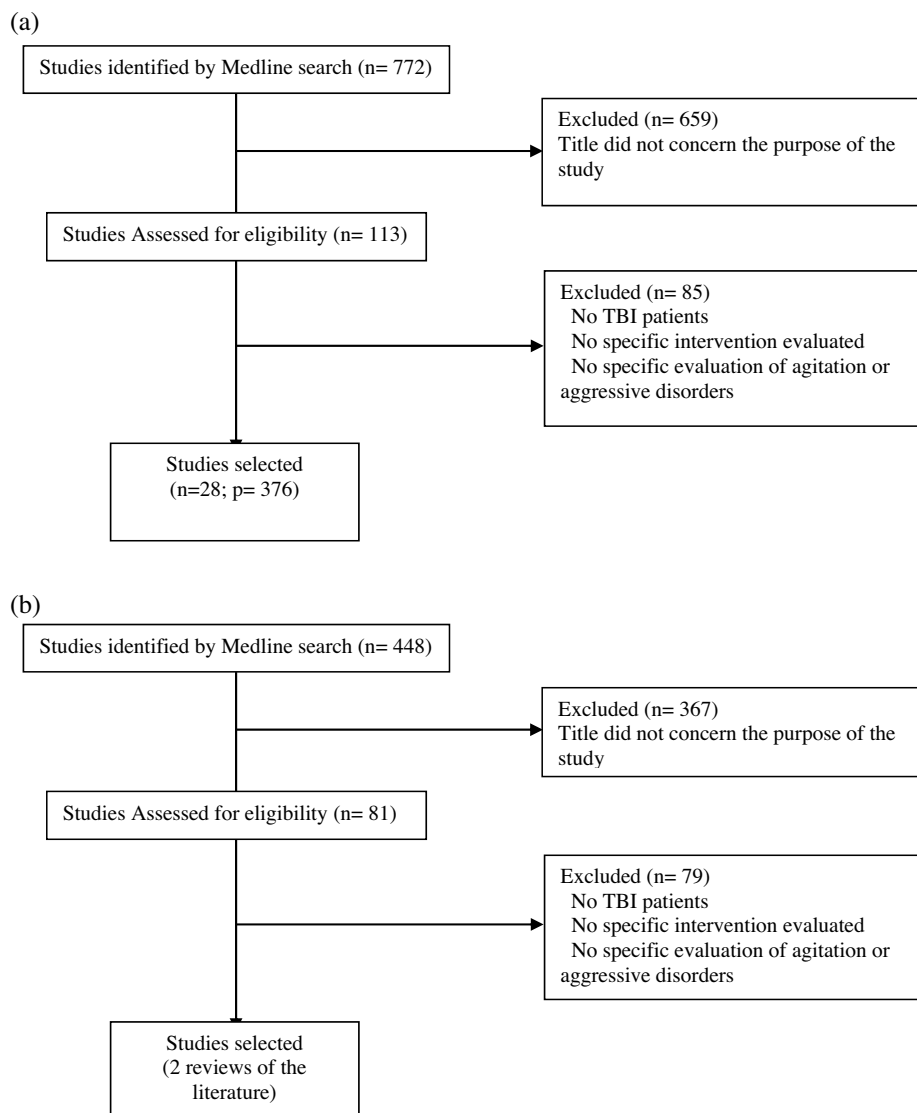 (a)
Studies identified by Medline search (n= 772)
Excluded (n= 659)
Title did not concern the purpose of the
study
Studies Assessed for eligibility (n= 113)
Excluded (n= 85)
No TBI patients
No specific intervention evaluated
No specific evaluation of agitation or
aggressive disorders
Studies selected
(n=28; p= 376)
(b)
Studies identified by Medline search (n= 448)
Excluded (n= 367)
Title did not concern the purpose of the
study
Studies Assessed for eligibility (n= 81)
Excluded (n= 79)
No TBI patients
No specific intervention evaluated
No specific evaluation of agitation or
aggressive disorders
Studies selected
(2 reviews of the
literature)